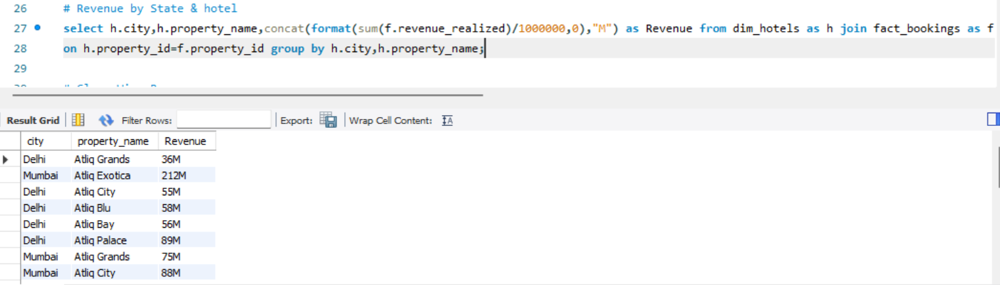 26 # Revenue by State & hotel
27 select h.city,h.property_name,concat(format(sum(f.revenue_realized)/1000000,0),"M") as Revenue from dim_hotels as h join fact_bookings as f
28 on h.property_id=f.property_id group by h.city,h.property_name;
29
Result Grid Filter Rows: Export: Wrap Cell Content: IA
city property_name Revenue
Delhi Atliq Grands 36M
Mumbai Atliq Exotica 212M
Delhi Atliq City 55M
Delhi Atliq Blu 58M
Delhi Atliq Bay 56M
Delhi Atliq Palace 89M
Mumbai Atliq Grands 75M
Mumbai Atliq City 88M